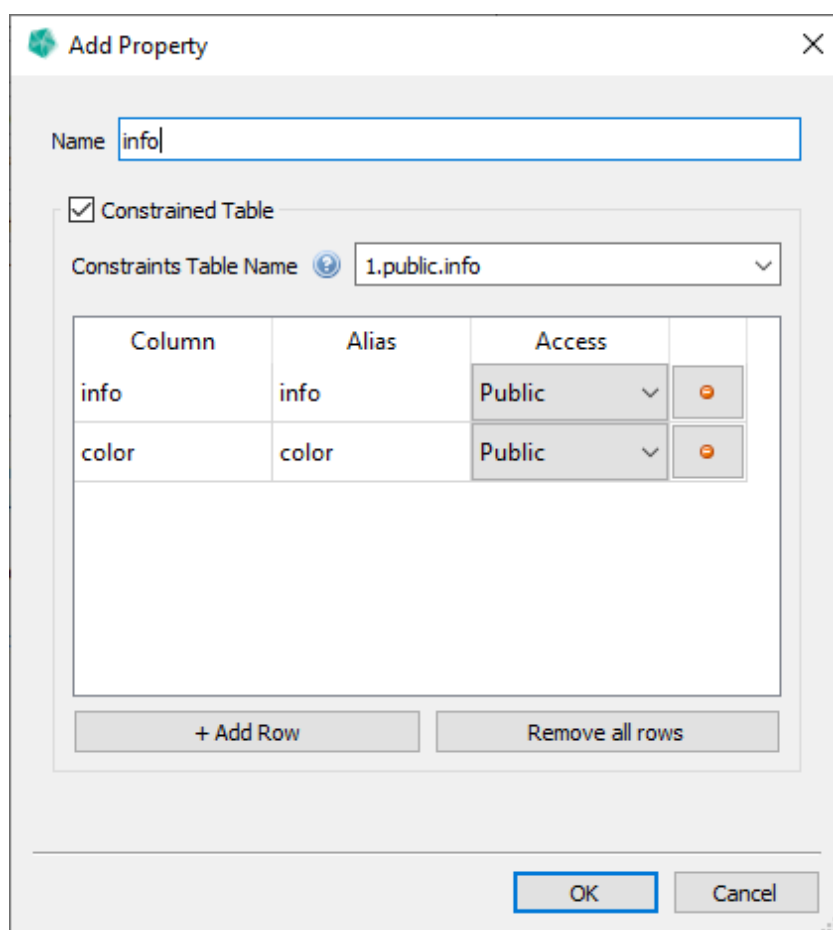 Add Property
Name info
Constrained Table
Constraints Table Name 1.public.info
Column Alias Access
info info Public
color color Public
+ Add Row Remove all rows
OK Cancel